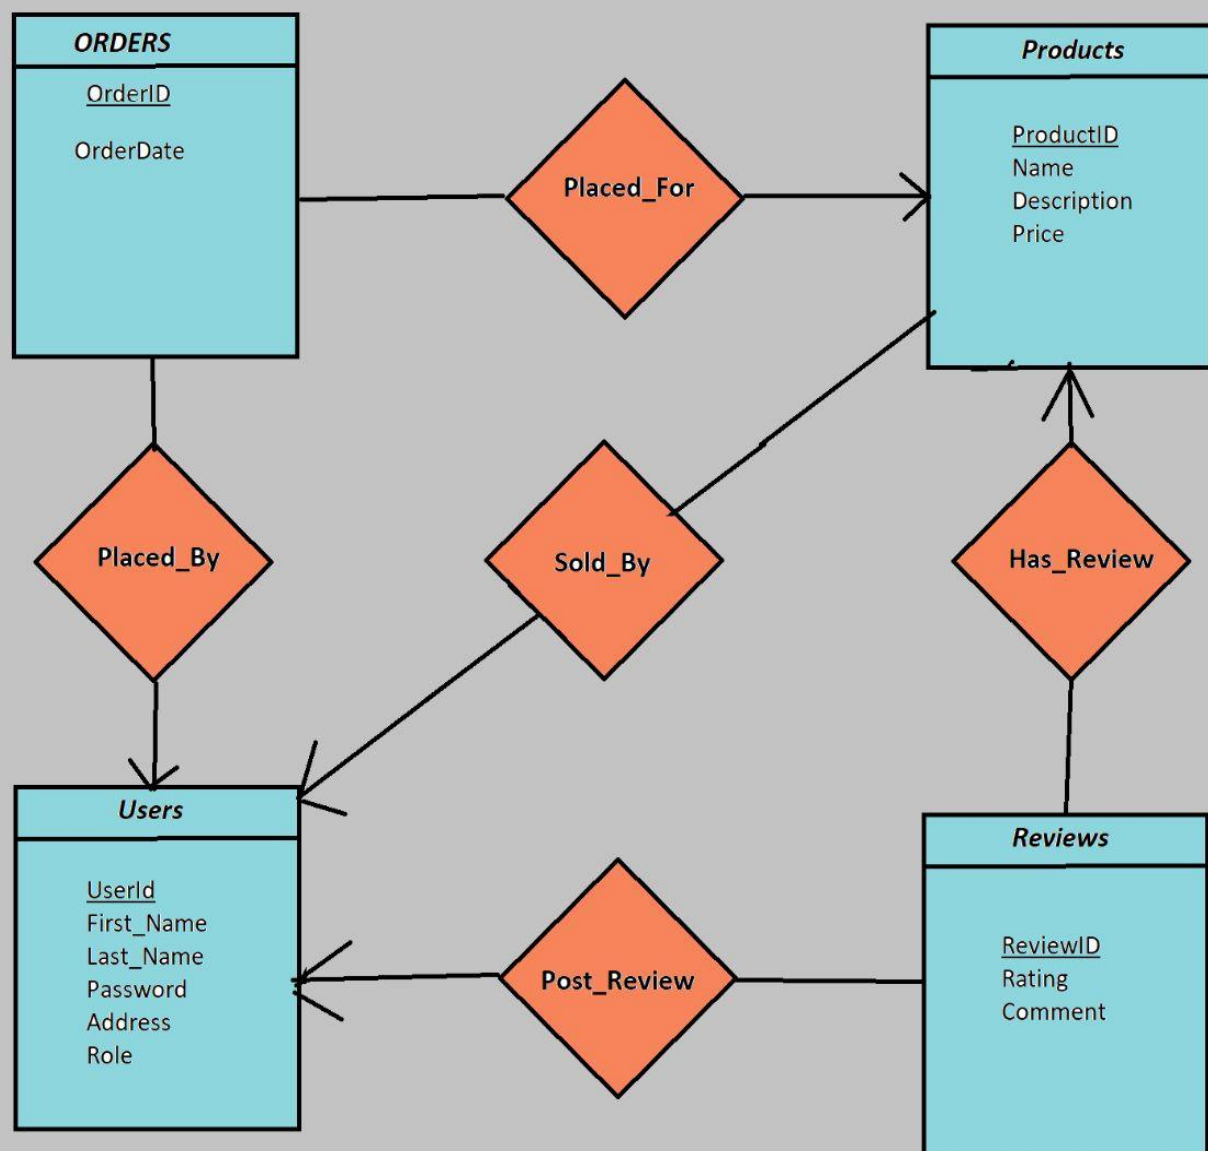 ORDERS
OrderID
OrderDate
Placed_For
Products
ProductID
Name
Description
Price
Placed_By
Sold_By
Has_Review
Users
UserId
First_Name
Last_Name
Password
Address
Role
Post_Review
Reviews
ReviewID
Rating
Comment